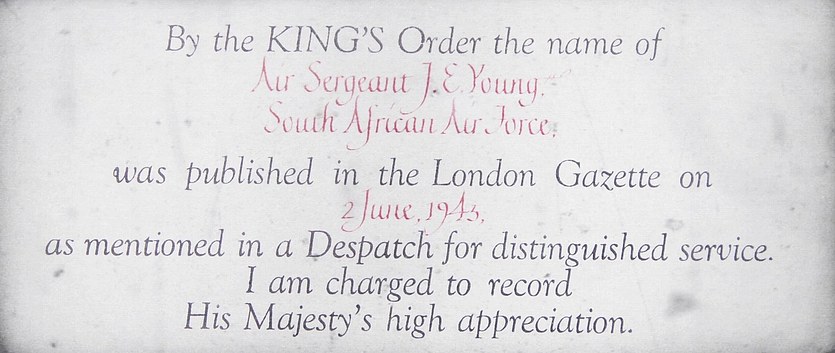 By the KING'S Order the name of
Air Sergeant J. E. Young,
South African Air Force,
was published in the London Gazette on
2 June, 1943,
as mentioned in a Despatch for distinguished service.
I am charged to record
His Majesty's high appreciation.